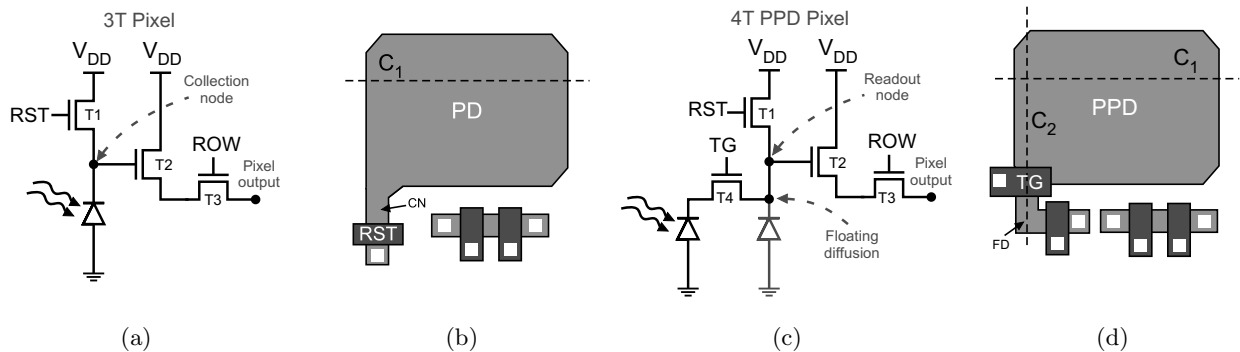 3T Pixel
V_DD
V_DD
Collection
node
RST
T1
ROW
T2
Pixel
output
T3
(a)
C_1
PD
CN
RST
(b)
4T PPD Pixel
V_DD
V_DD
Readout
node
RST
T1
TG
ROW
T2
Pixel
output
T4
T3
Floating
diffusion
(c)
C_1
PPD
C_2
TG
FD
(d)